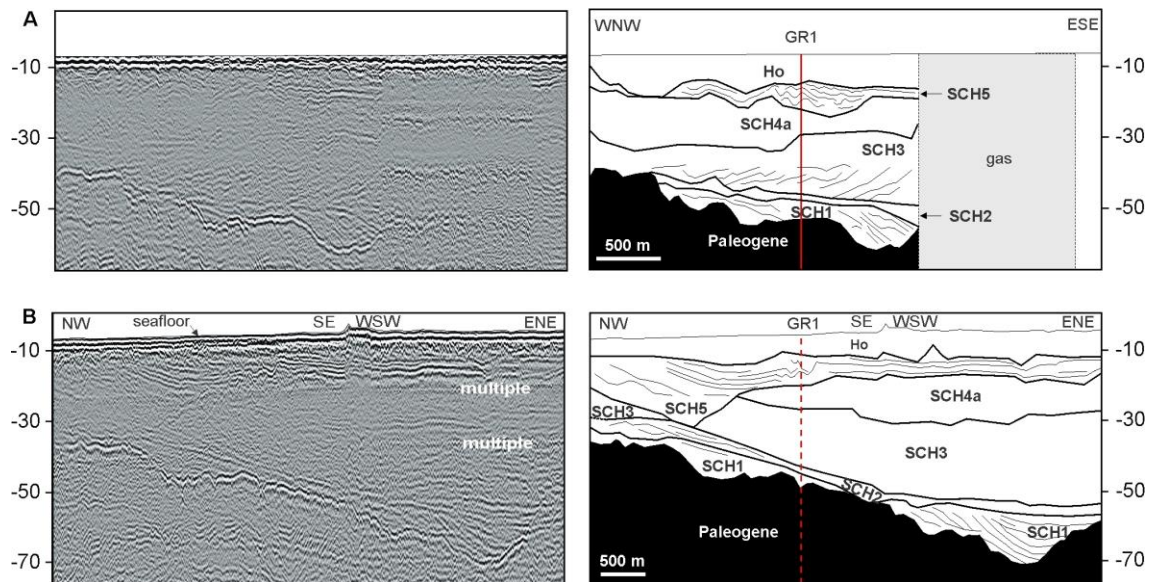 A
-10
-30
-50
WNW
ESE
GR1
Ho
-10
SCH5
SCH4a
-30
SCH3
gas
-50
SCH1
SCH2
500 m
Paleogene
B
NW
seafloor
SE
WSW
ENE
-10
multiple
-30
multiple
-50
-70
NW
GR1
SE
WSW
ENE
Ho
-10
SCH4a
SCH3
SCH5
-30
SCH3
SCH1
SCH2
-50
SCH1
Paleogene
500 m
-70